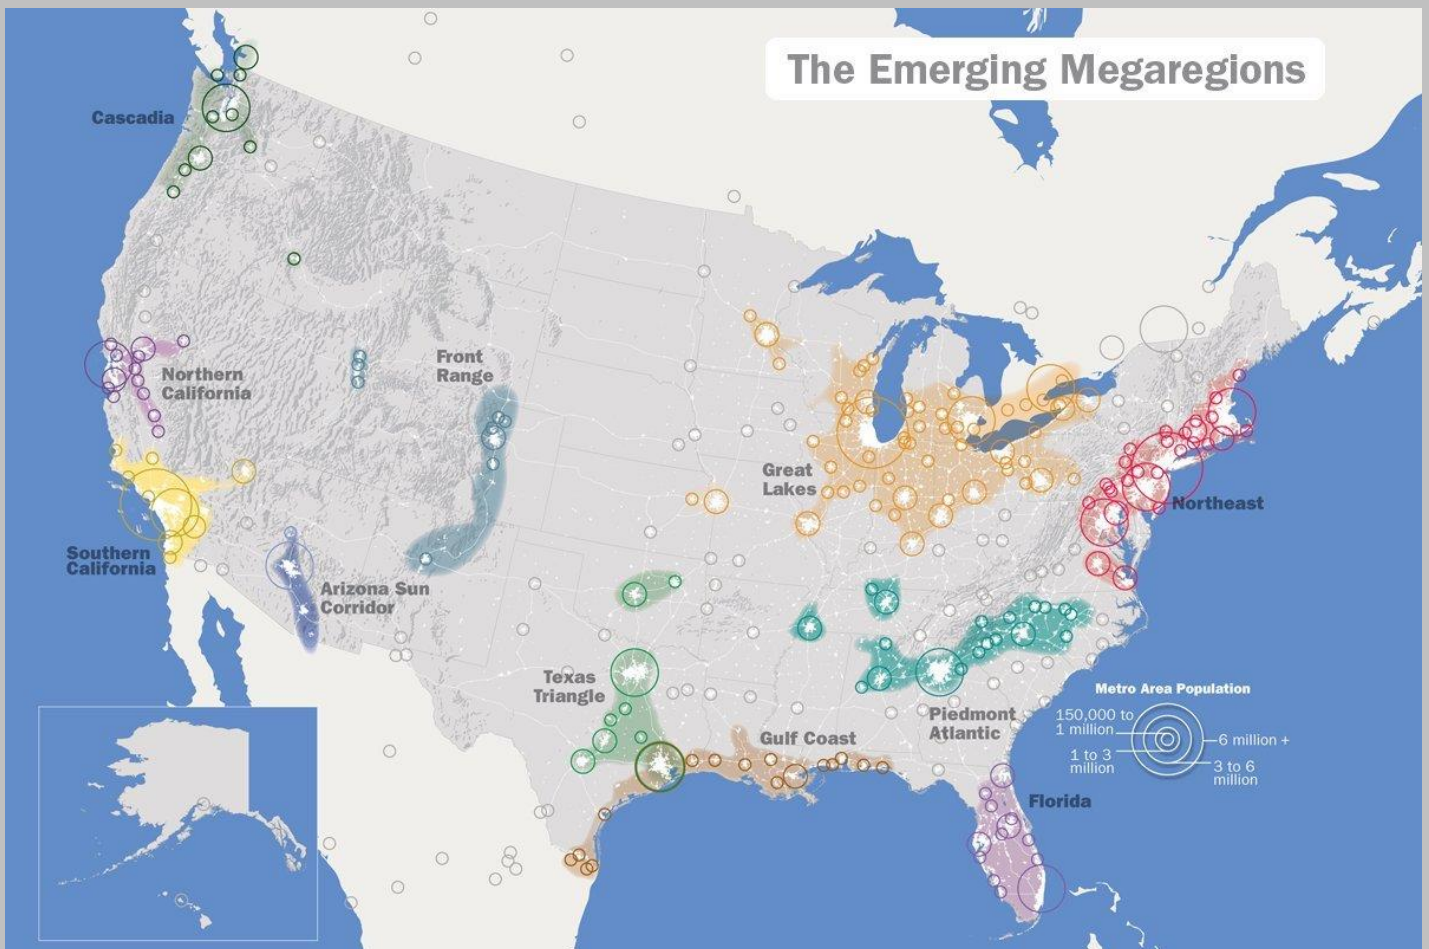 The Emerging Megaregions
Cascadia
Front
Range
Northern
California
Great
Lakes
Northeast
Southern
California
Arizona Sun
Corridor
Texas
Triangle
Piedmont
Atlantic
Gulf Coast
Florida
Metro Area Population
150,000 to
1 million
1 to 3
million
6 million +
3 to 6
million